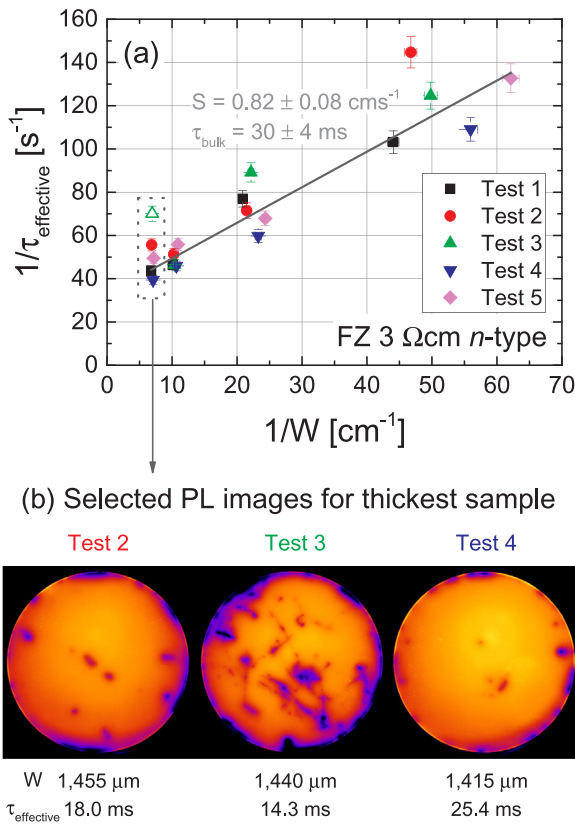 (a)
S = 0.82 ± 0.08 cms⁻¹
τbulk = 30 ± 4 ms
1/τeffective [s⁻¹]
160
140
120
100
80
60
40
20
0
Test 1
Test 2
Test 3
Test 4
Test 5
FZ 3 Ωcm n-type
0 10 20 30 40 50 60 70
1/W [cm⁻¹]
(b) Selected PL images for thickest sample
Test 2 Test 3 Test 4
W 1,455 µm 1,440 µm 1,415 µm
τeffective 18.0 ms 14.3 ms 25.4 ms